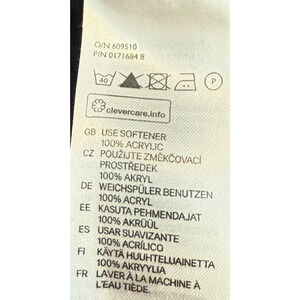 O/N 609510
P/N 0171684 B
40 P
clevercare.info
GB USE SOFTENER
100% ACRYLIC
CZ POUŽIJTE ZMĚKČOVACÍ
PROSTŘEDEK
100% AKRYL
DE WEICHSPÜLER BENUTZEN
100% ACRYL
EE KASUTA PEHMENDAJAT
100% AKRÜÜL
ES USAR SUAVIZANTE
100% ACRÍLICO
FI KÄYTÄ HUUHTELUAINETTA
100% AKRYYLIA
FR LAVER À LA MACHINE À
L'EAU TIÈDE.